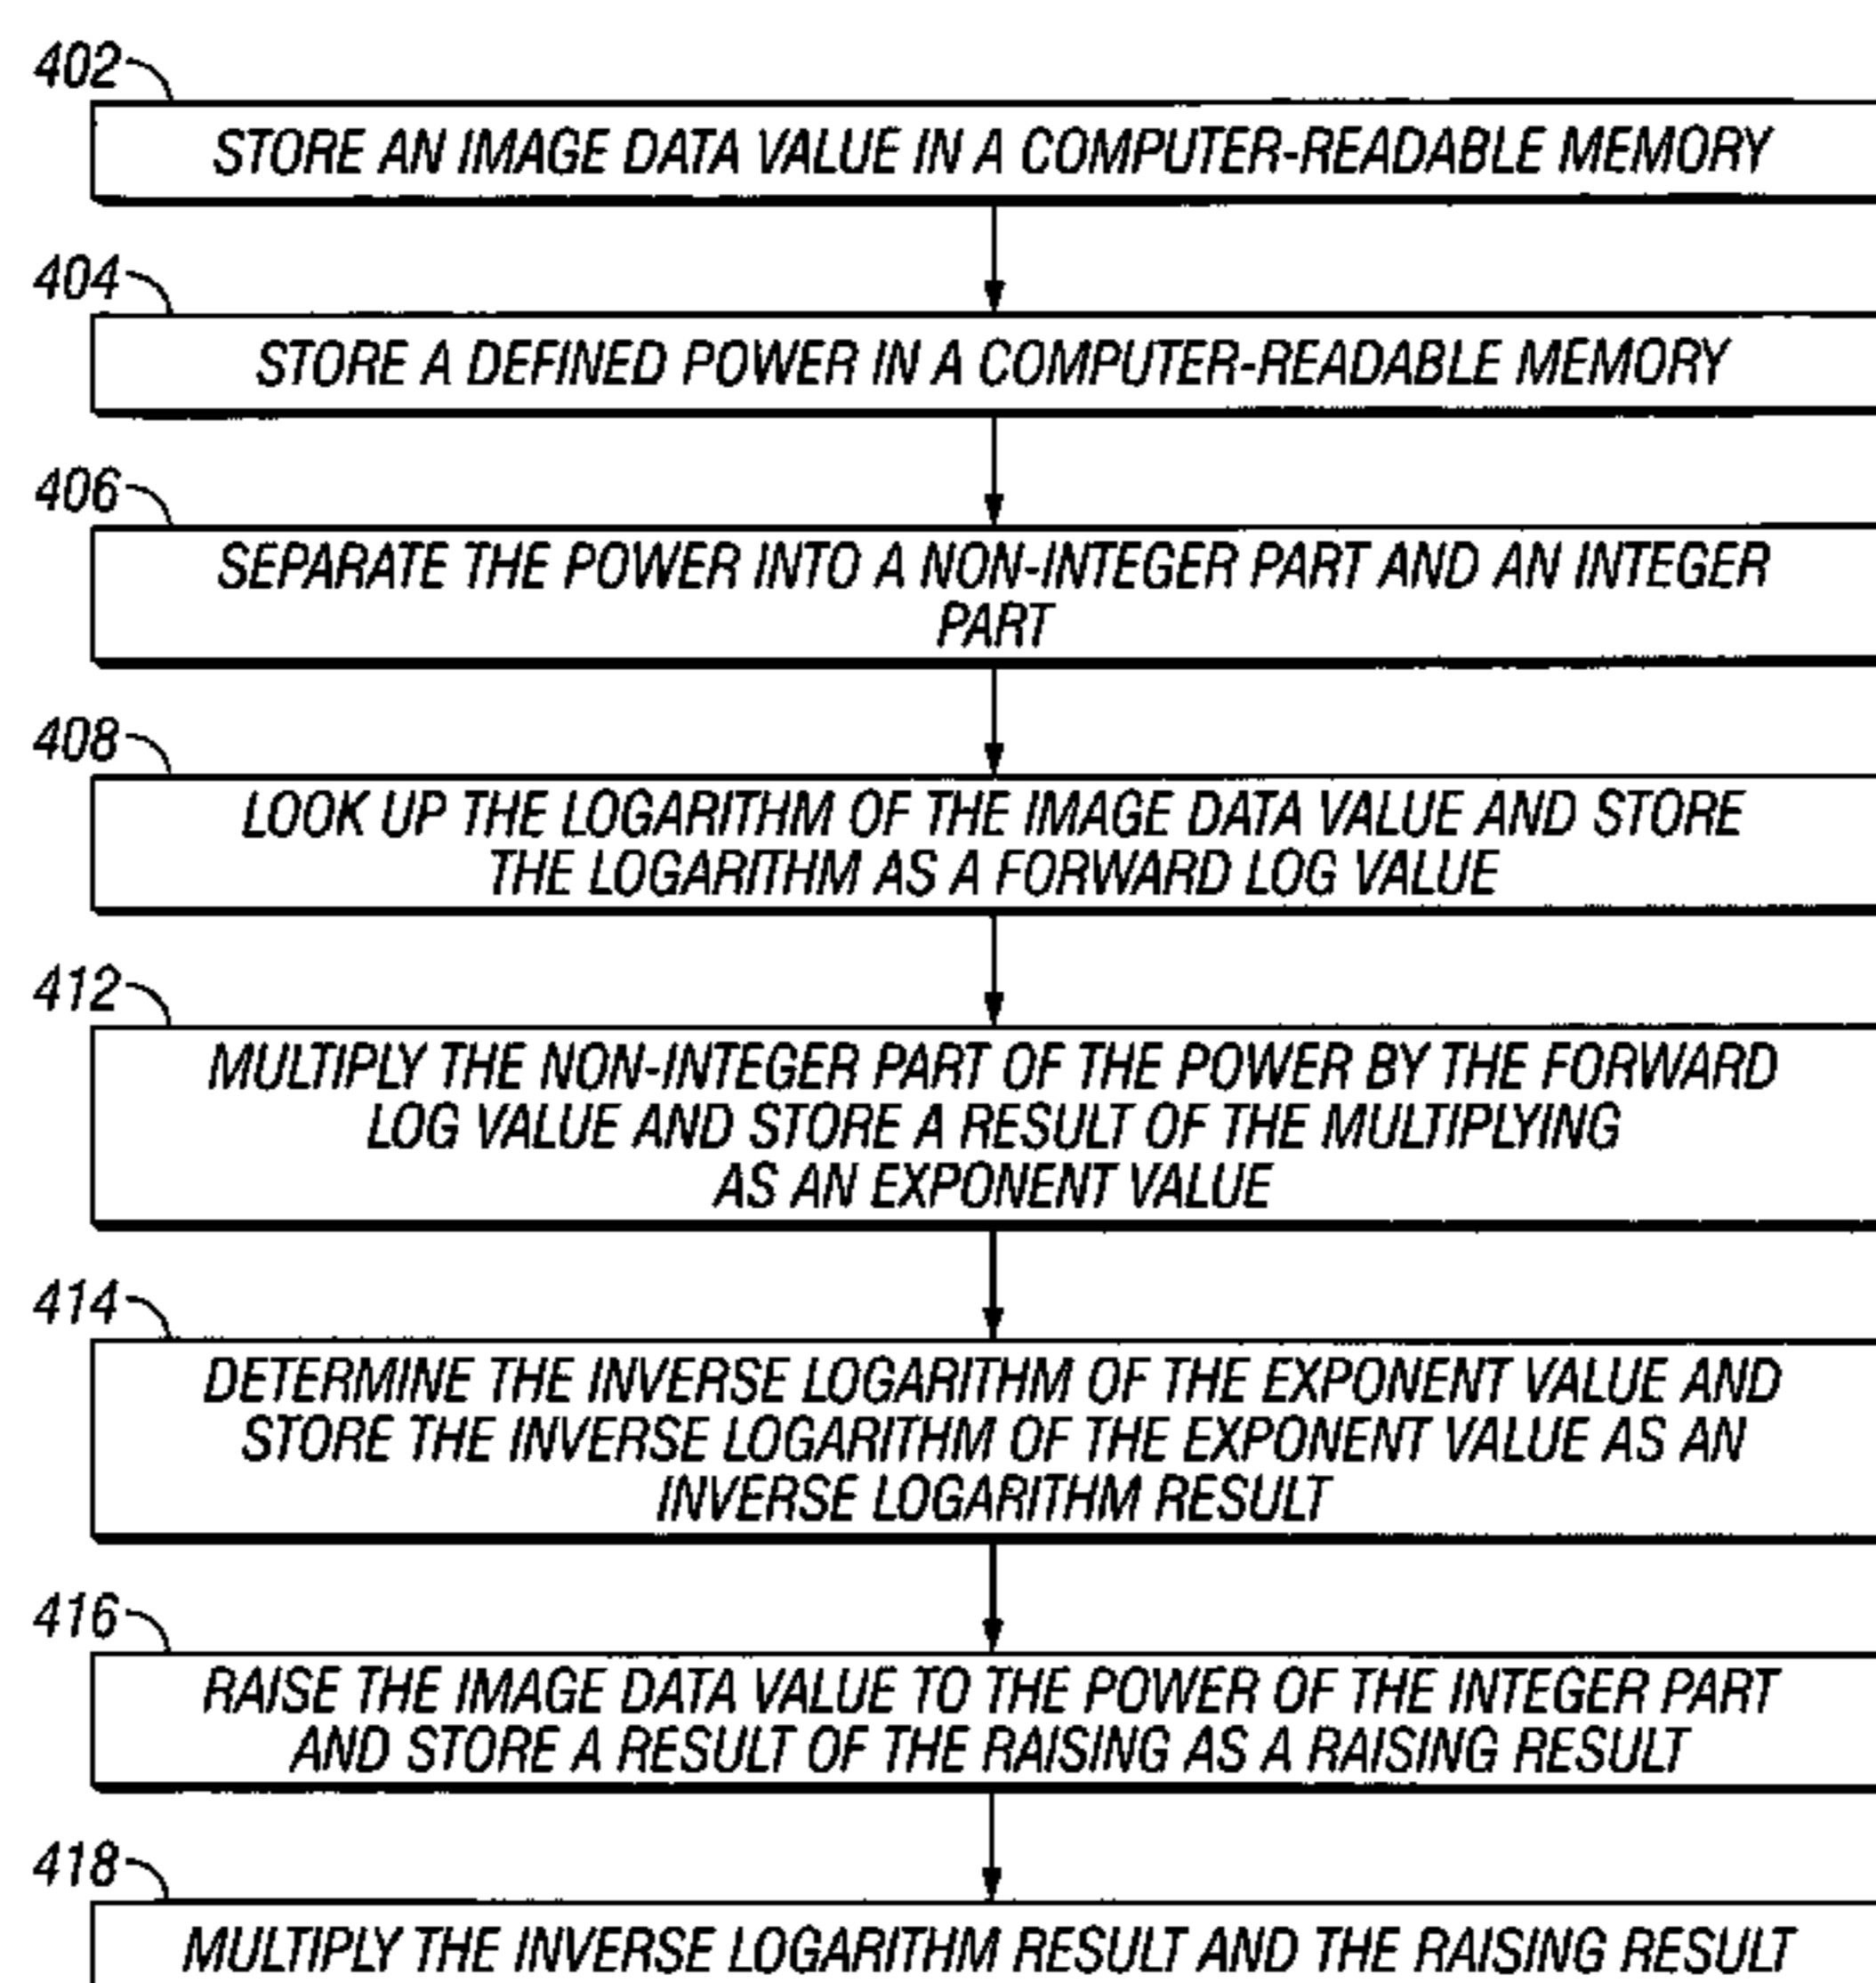 402
STORE AN IMAGE DATA VALUE IN A COMPUTER-READABLE MEMORY
404
STORE A DEFINED POWER IN A COMPUTER-READABLE MEMORY
406
SEPARATE THE POWER INTO A NON-INTEGER PART AND AN INTEGER
PART
408
LOOK UP THE LOGARITHM OF THE IMAGE DATA VALUE AND STORE
THE LOGARITHM AS A FORWARD LOG VALUE
412
MULTIPLY THE NON-INTEGER PART OF THE POWER BY THE FORWARD
LOG VALUE AND STORE A RESULT OF THE MULTIPLYING
AS AN EXPONENT VALUE
414
DETERMINE THE INVERSE LOGARITHM OF THE EXPONENT VALUE AND
STORE THE INVERSE LOGARITHM OF THE EXPONENT VALUE AS AN
INVERSE LOGARITHM RESULT
416
RAISE THE IMAGE DATA VALUE TO THE POWER OF THE INTEGER PART
AND STORE A RESULT OF THE RAISING AS A RAISING RESULT
418
MULTIPLY THE INVERSE LOGARITHM RESULT AND THE RAISING RESULT